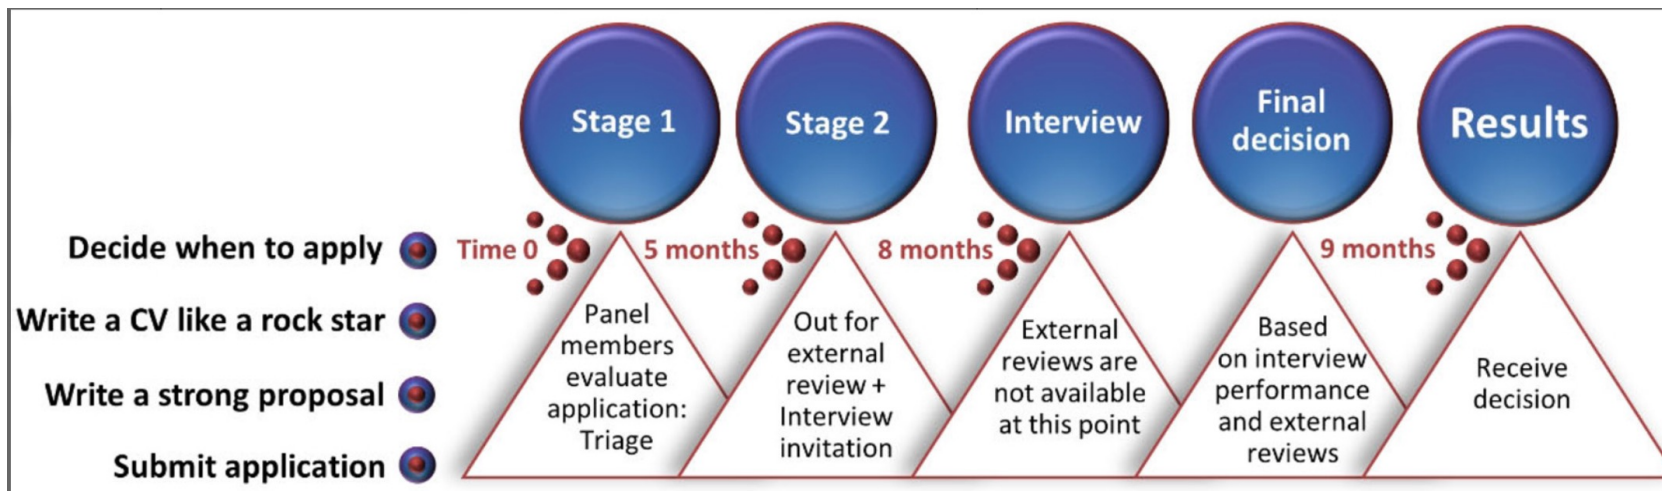 Stage 1
Stage 2
Interview
Final
decision
Results
Decide when to apply
Write a CV like a rock star
Write a strong proposal
Submit application
Time 0
5 months
8 months
9 months
Panel
members
evaluate
application:
Triage
Out for
external
review +
Interview
invitation
External
reviews are
not available
at this point
Based
on interview
performance
and external
reviews
Receive
decision